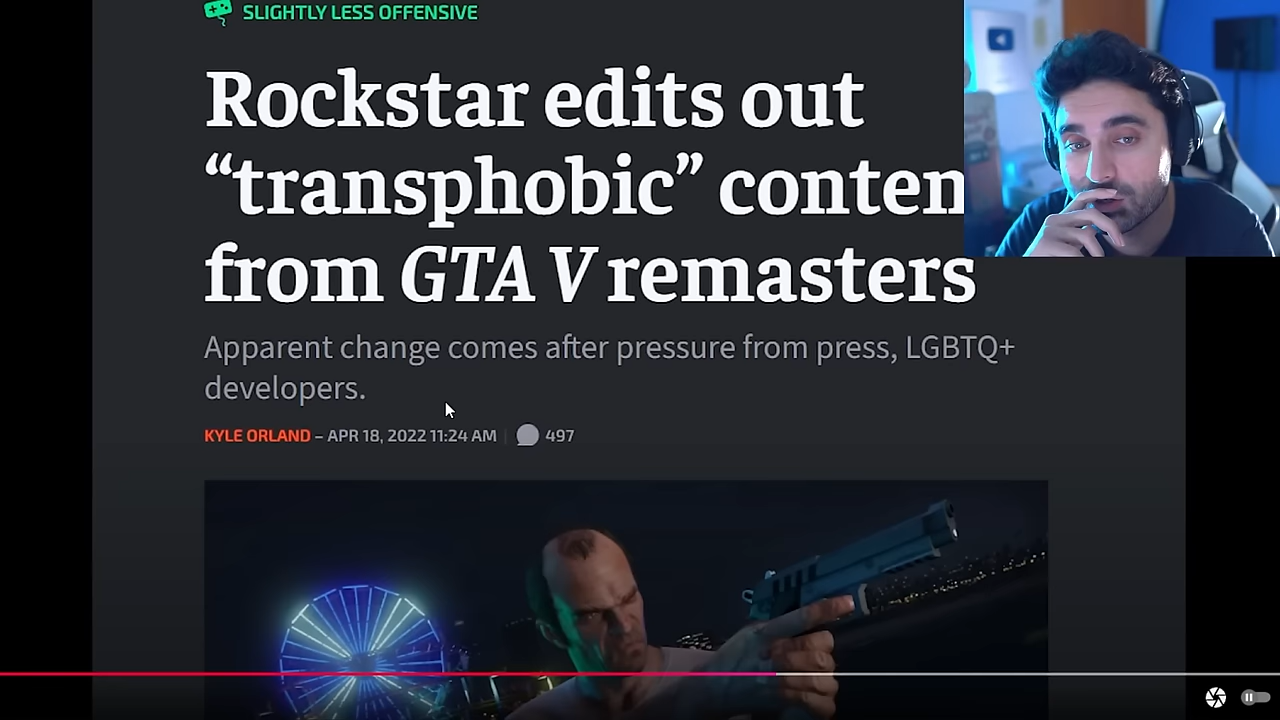 SLIGHTLY LESS OFFENSIVE
Rockstar edits out
“transphobic” conten
from GTA V remasters
Apparent change comes after pressure from press, LGBTQ+
developers.
KYLE ORLAND – APR 18, 2022 11:24 AM 497